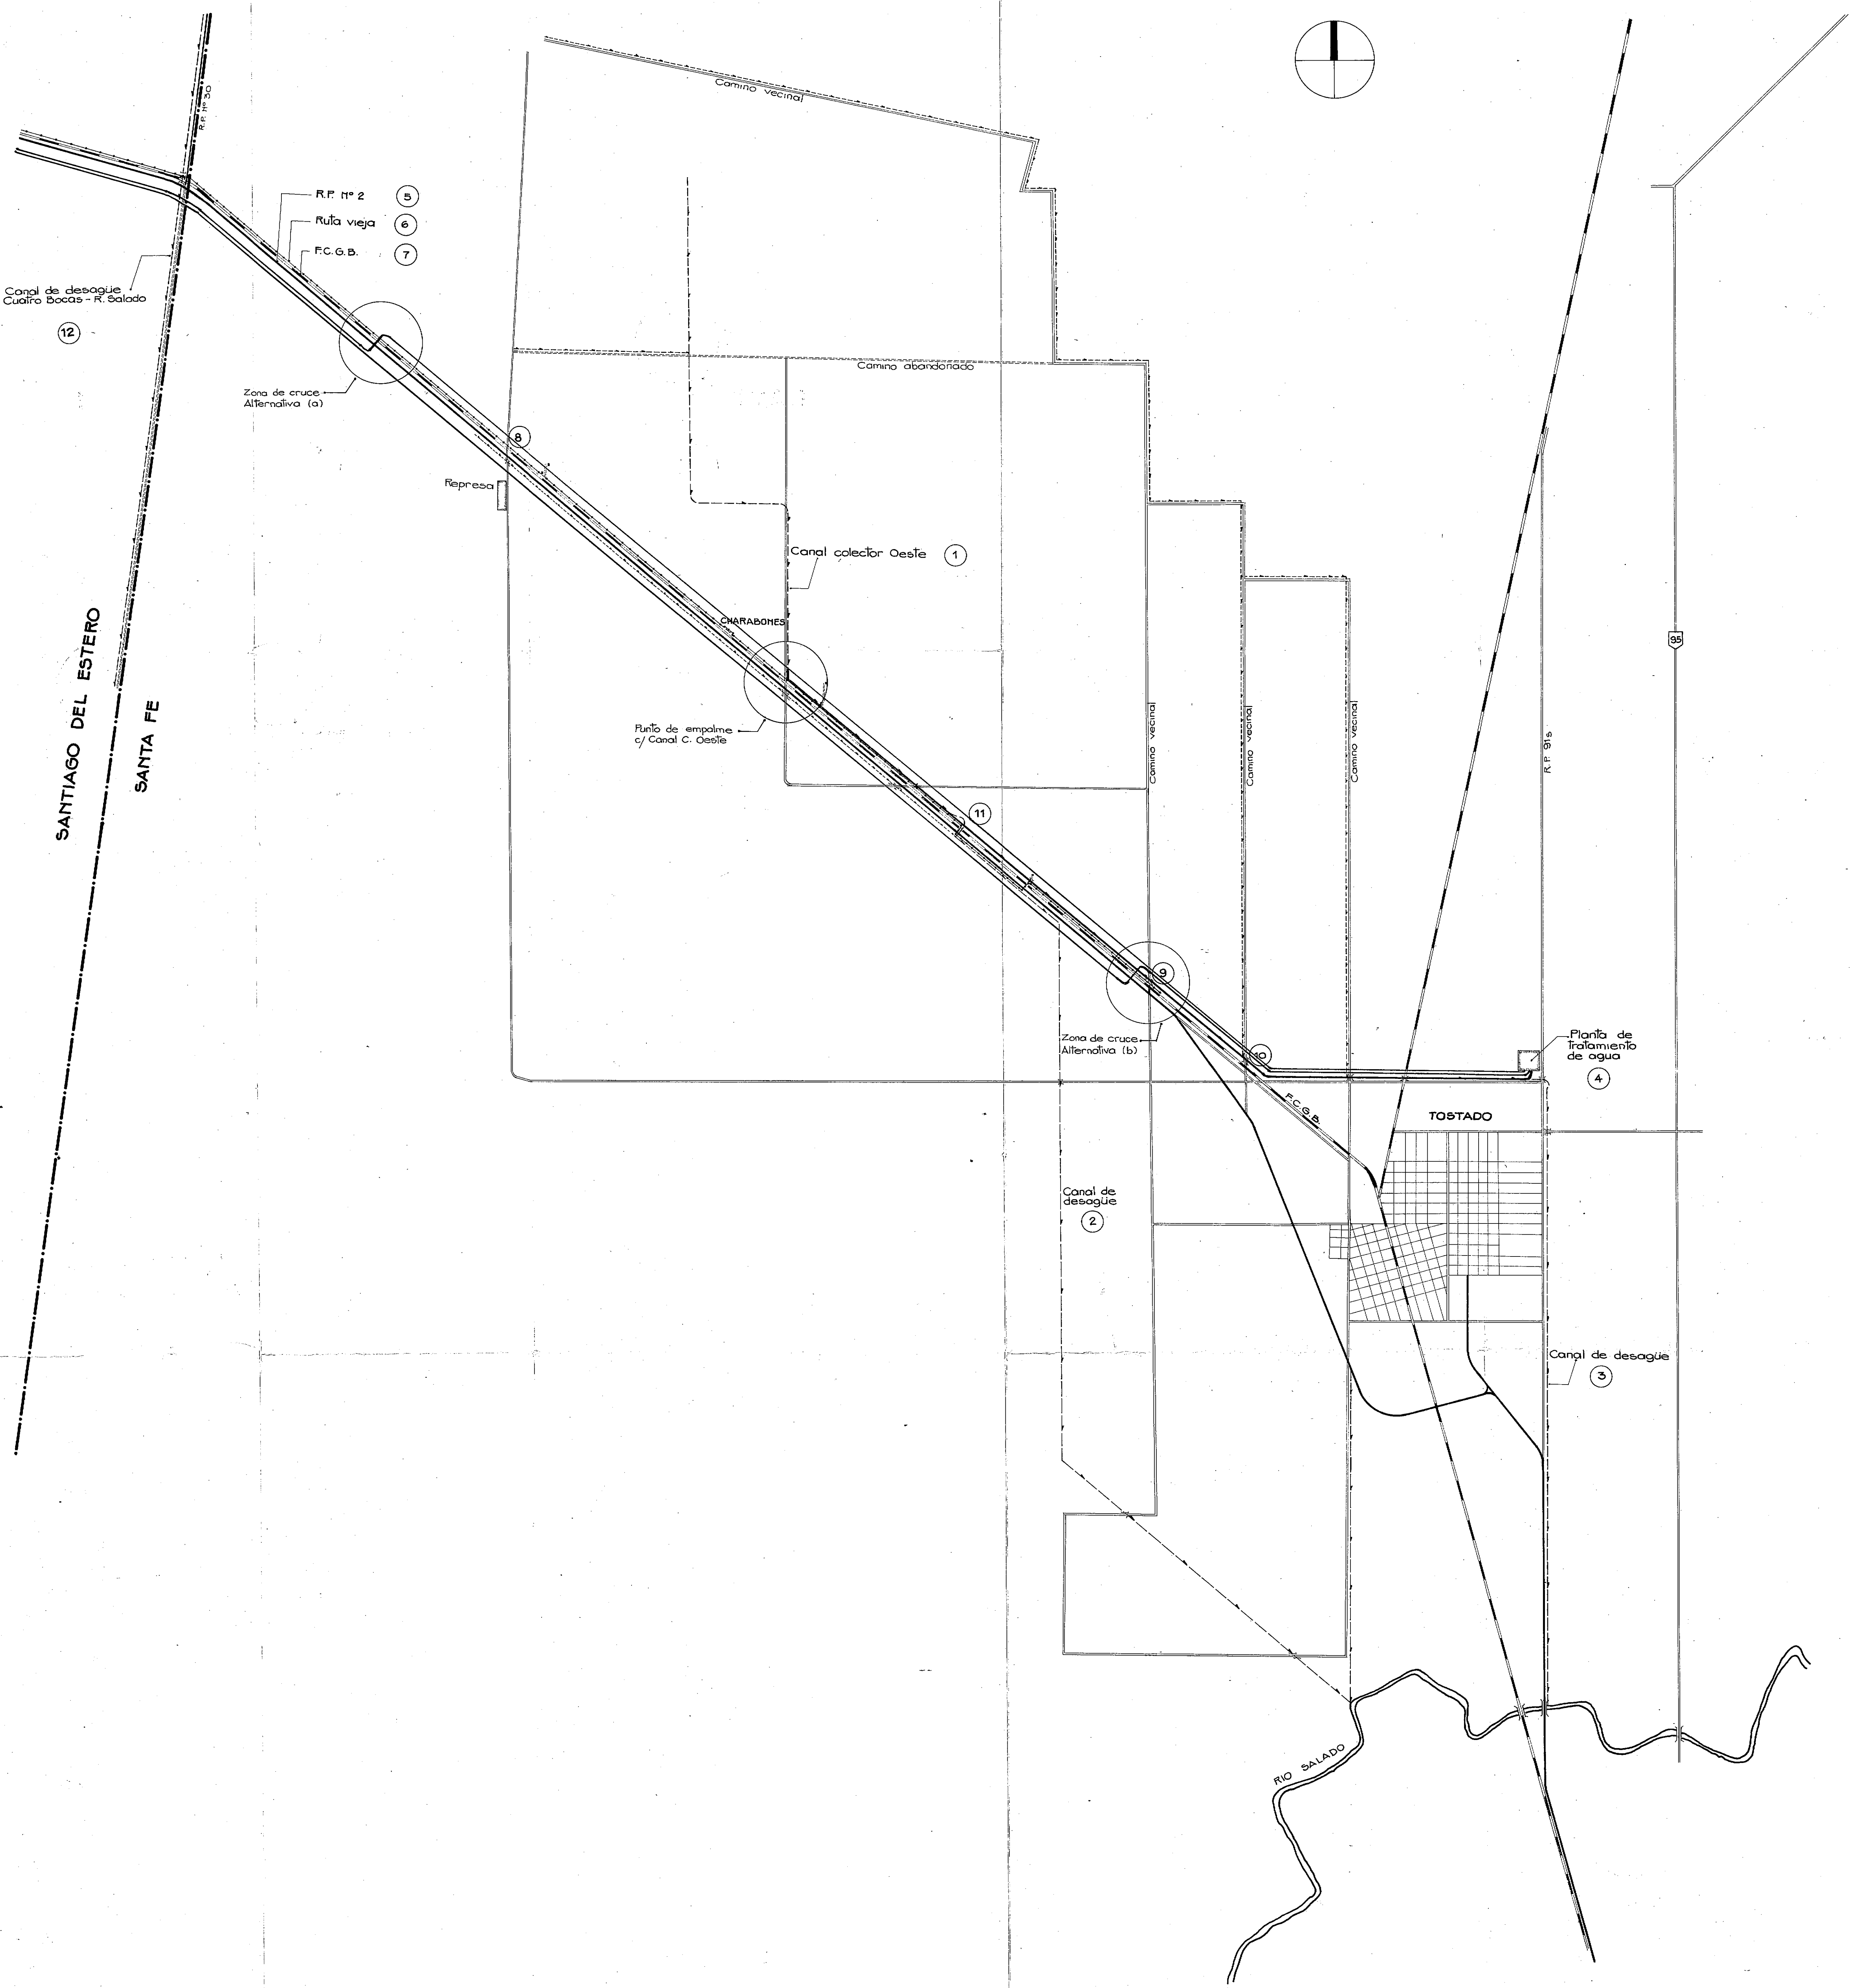 Camino vecinal
R.P. Nº 30
R.P. Nº 2
5
Ruta vieja
6
F.C.G.B.
7
Canal de desagüe
Cuatro Bocas - R. Salado
12
Zona de cruce
Alternativa (a)
Camino abandonado
8
Represa
Canal colector Oeste
1
CHARABONES
SANTIAGO DEL ESTERO
SANTA FE
Punto de empalme
c/ Canal C. Oeste
Camino vecinal
Camino vecinal
Camino vecinal
R.P. 91s
95
11
9
Zona de cruce
Alternativa (b)
10
Planta de
tratamiento
de agua
4
F.C.G.B.
TOSTADO
Canal de
desagüe
2
Canal de desagüe
3
RIO SALADO